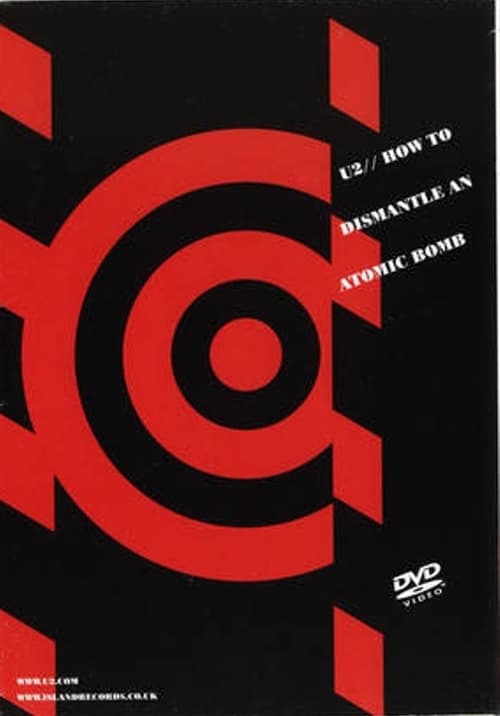 U2// HOW TO
DISMANTLE AN
ATOMIC BOMB
DVD
VIDEO
WWW.U2.COM
WWW.ISLANDRECORDS.CO.UK